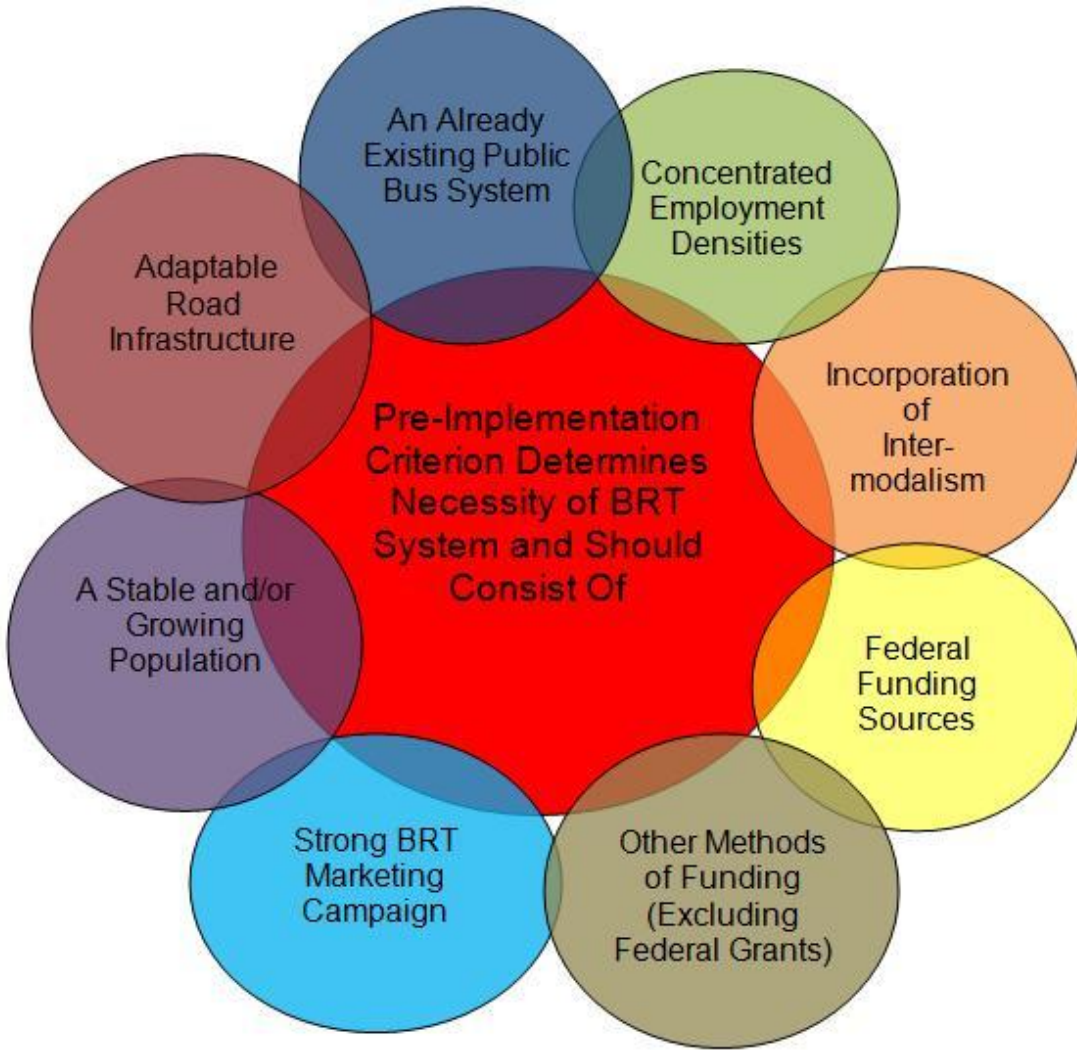 An Already
Existing Public
Bus System
Concentrated
Employment
Densities
Adaptable
Road
Infrastructure
Incorporation
of
Inter-
modalism
Pre-Implementation
Criterion Determines
Necessity of BRT
System and Should
Consist Of
A Stable and/or
Growing
Population
Federal
Funding
Sources
Strong BRT
Marketing
Campaign
Other Methods
of Funding
(Excluding
Federal Grants)